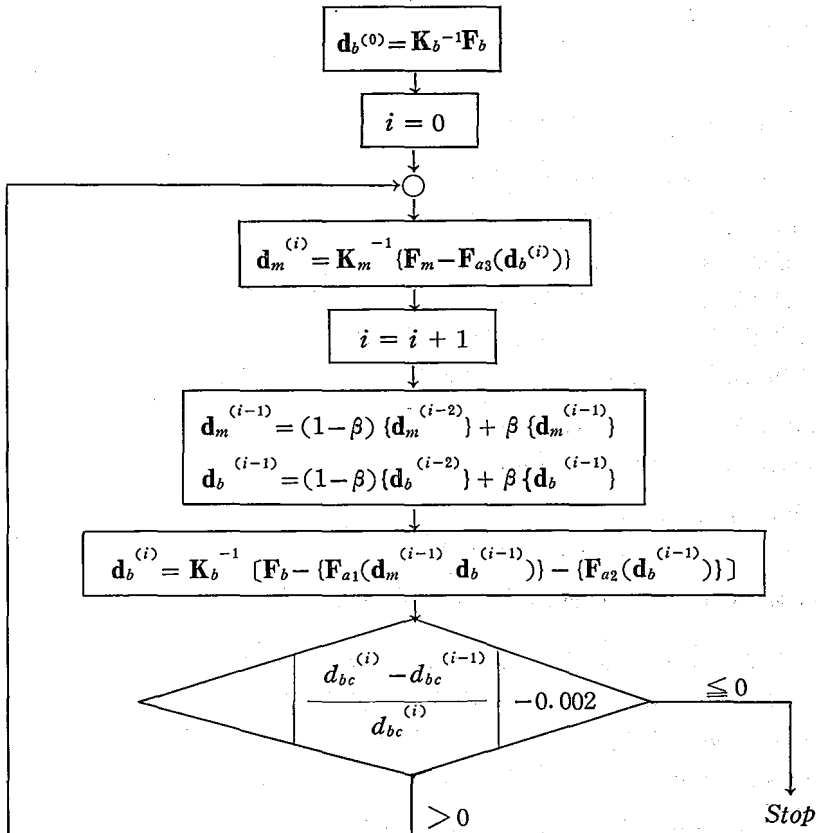 d_b^(0) = K_b^-1 F_b
i = 0
d_m^(i) = K_m^-1 {F_m − F_a3(d_b^(i))}
i = i + 1
d_m^(i-1) = (1−β) {d_m^(i-2)} + β {d_m^(i-1)}
d_b^(i-1) = (1−β) {d_b^(i-2)} + β {d_b^(i-1)}
d_b^(i) = K_b^-1 [F_b − {F_a1(d_m^(i-1) d_b^(i-1))} − {F_a2(d_b^(i-1))}]
| (d_bc^(i) − d_bc^(i-1)) / d_bc^(i) | −0.002
≦ 0
> 0
Stop